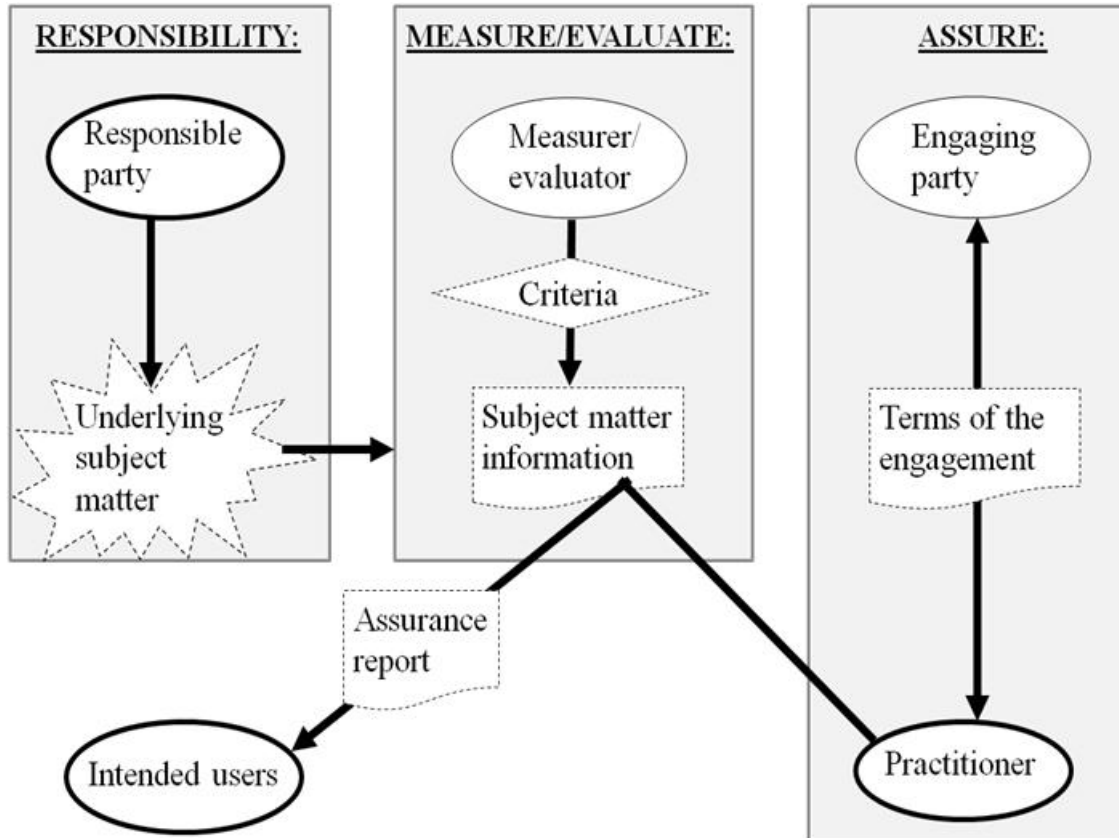 RESPONSIBILITY:
Responsible
party
Underlying
subject
matter
MEASURE/EVALUATE:
Measurer/
evaluator
Criteria
Subject matter
information
ASSURE:
Engaging
party
Terms of the
engagement
Practitioner
Assurance
report
Intended users